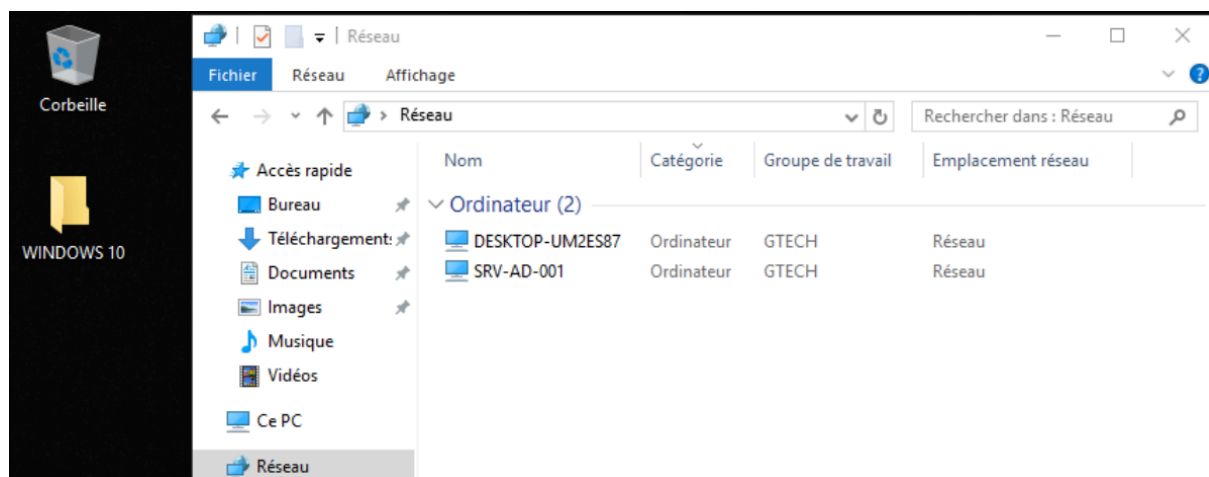 Réseau
Fichier Réseau Affichage
Corbeille
Réseau
Rechercher dans : Réseau
Nom Catégorie Groupe de travail Emplacement réseau
Accès rapide
Bureau
Ordinateur (2)
Téléchargements
DESKTOP-UM2ES87 Ordinateur GTECH Réseau
WINDOWS 10
Documents
SRV-AD-001 Ordinateur GTECH Réseau
Images
Musique
Vidéos
Ce PC
Réseau